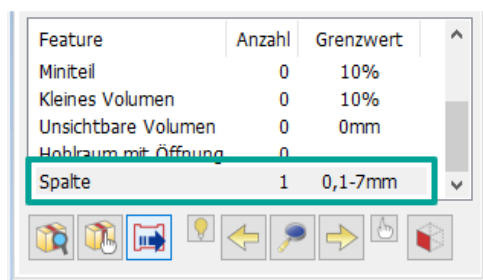 Feature Anzahl Grenzwert
Miniteil 0 10%
Kleines Volumen 0 10%
Unsichtbare Volumen 0 0mm
Hohlraum mit Öffnung 0
Spalte 1 0,1-7mm